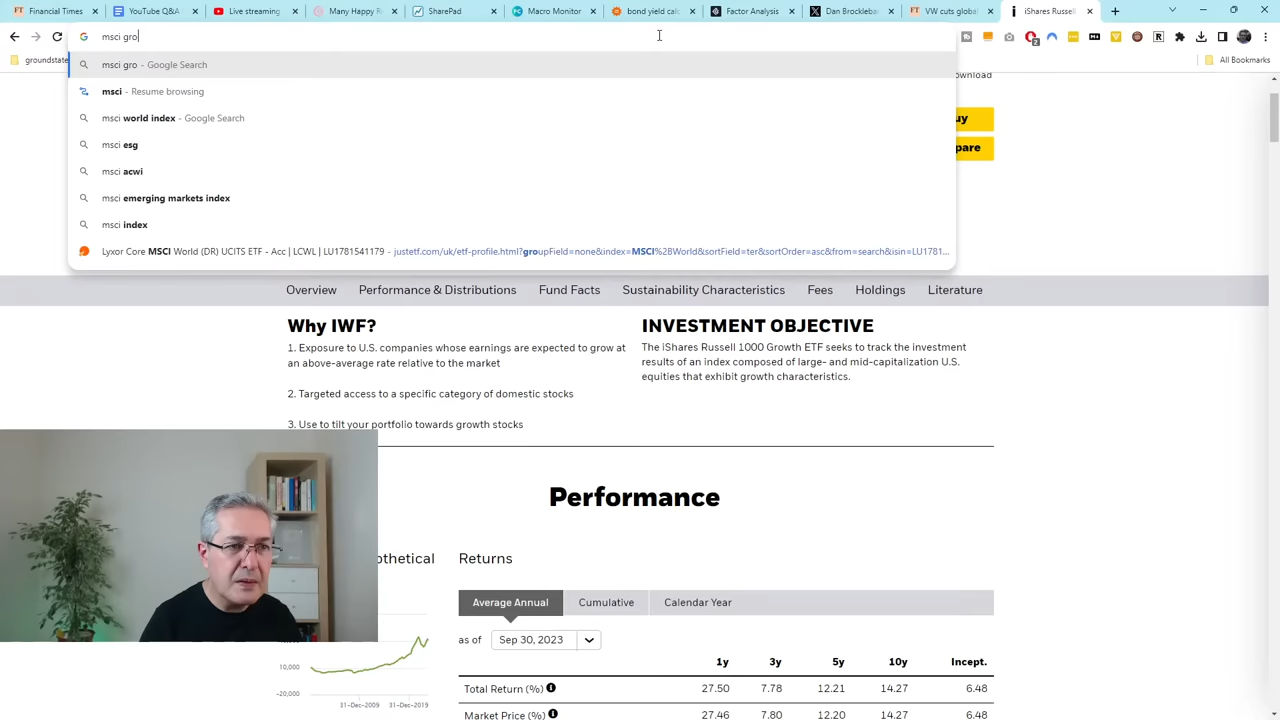 YouTube Q&A -
SharePad
Macro Monitor
bond yield calc
Factor Analysis
Dan Brocklebank
VW cuts growth
iShares Russell
msci gro
groundstate
All Bookmarks
msci gro - Google Search
msci - Resume browsing
msci world index - Google Search
msci esg
msci acwi
msci emerging markets index
msci index
Lyxor Core MSCI World (DR) UCITS ETF - Acc | LCWL | LU1781541179 - justetf.com/uk/etf-profile.html?groupField=none&index=MSCI%2BWorld&sortField=ter&sortOrder=asc&from=search&isin=LU1781...
ownload
uy
pare
Overview Performance & Distributions Fund Facts Sustainability Characteristics Fees Holdings Literature
Why IWF?
1. Exposure to U.S. companies whose earnings are expected to grow at
an above-average rate relative to the market
2. Targeted access to a specific category of domestic stocks
3. Use to tilt your portfolio towards growth stocks
INVESTMENT OBJECTIVE
The iShares Russell 1000 Growth ETF seeks to track the investment
results of an index composed of large- and mid-capitalization U.S.
equities that exhibit growth characteristics.
Performance
othetical
10,000
-20,000
31-Dec-2009 31-Dec-2019
Returns
Average Annual Cumulative Calendar Year
as of Sep 30, 2023
1y 3y 5y 10y Incept.
Total Return (%) 27.50 7.78 12.21 14.27 6.48
Market Price (%) 27.46 7.80 12.20 14.27 6.48